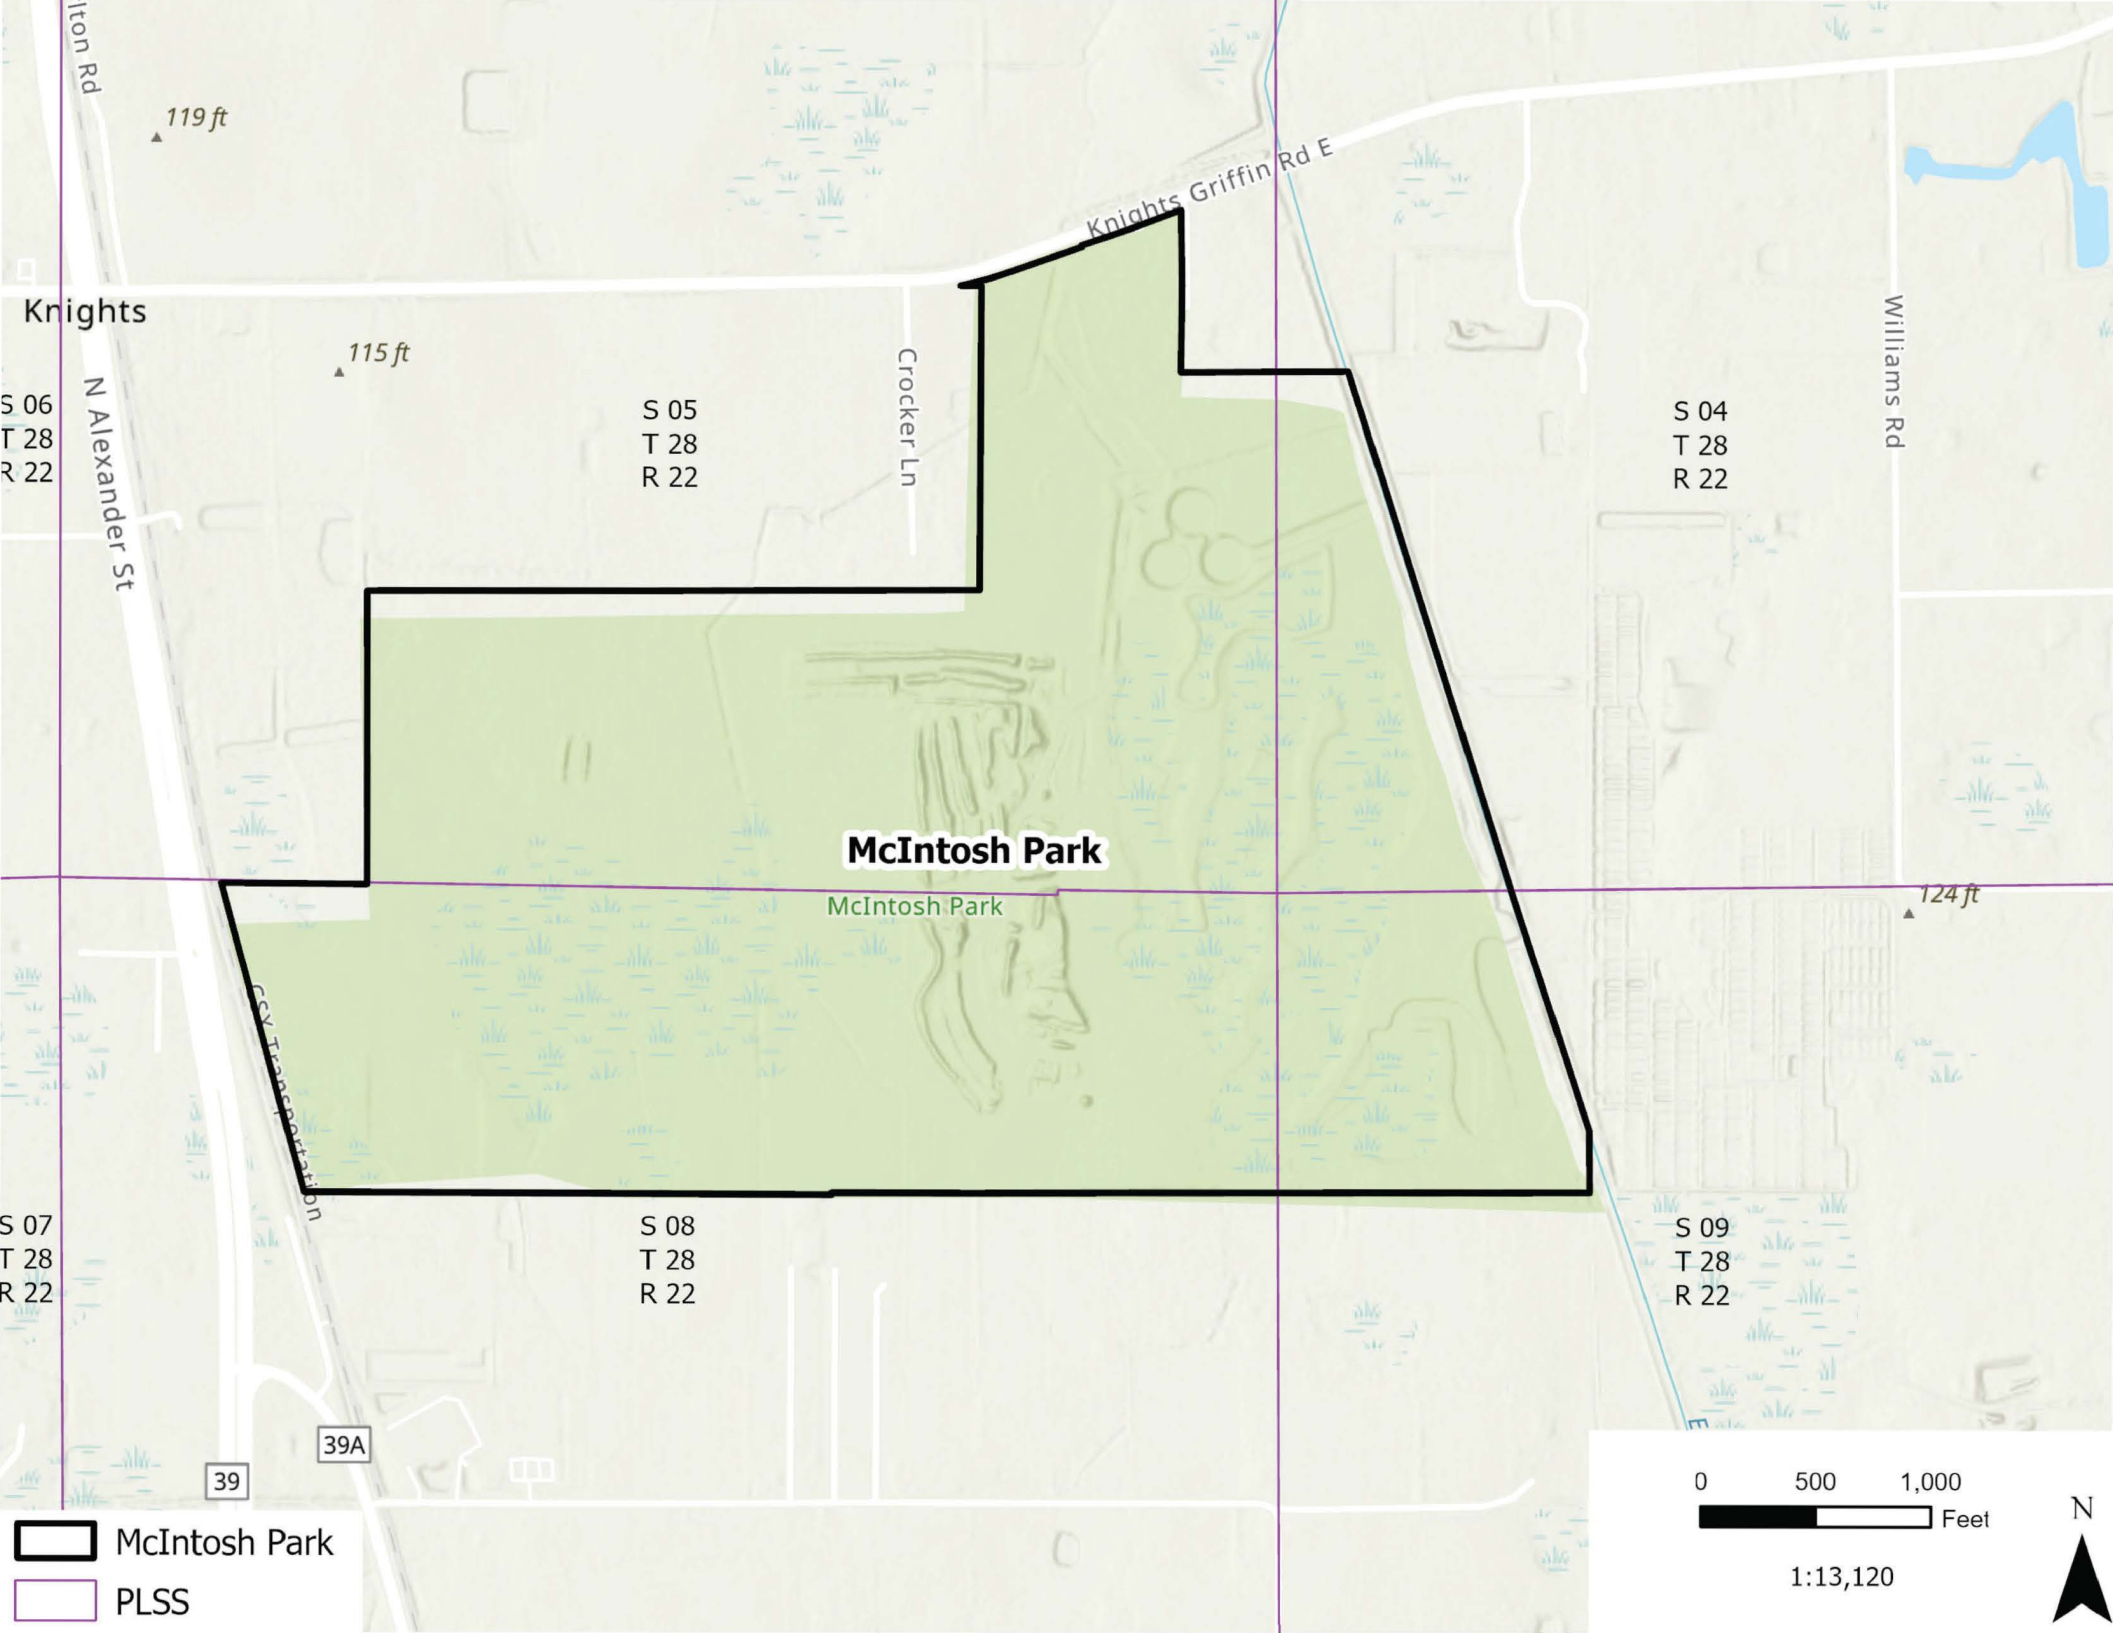 lton Rd
119 ft
Knights Griffin Rd E
Knights
115 ft
Williams Rd
Crocker Ln
N Alexander St
S 06
T 28
R 22
S 05
T 28
R 22
S 04
T 28
R 22
McIntosh Park
McIntosh Park
124 ft
CSX Transportation
S 07
T 28
R 22
S 08
T 28
R 22
S 09
T 28
R 22
E
39A
39
0 500 1,000
Feet
1:13,120
N
McIntosh Park
PLSS